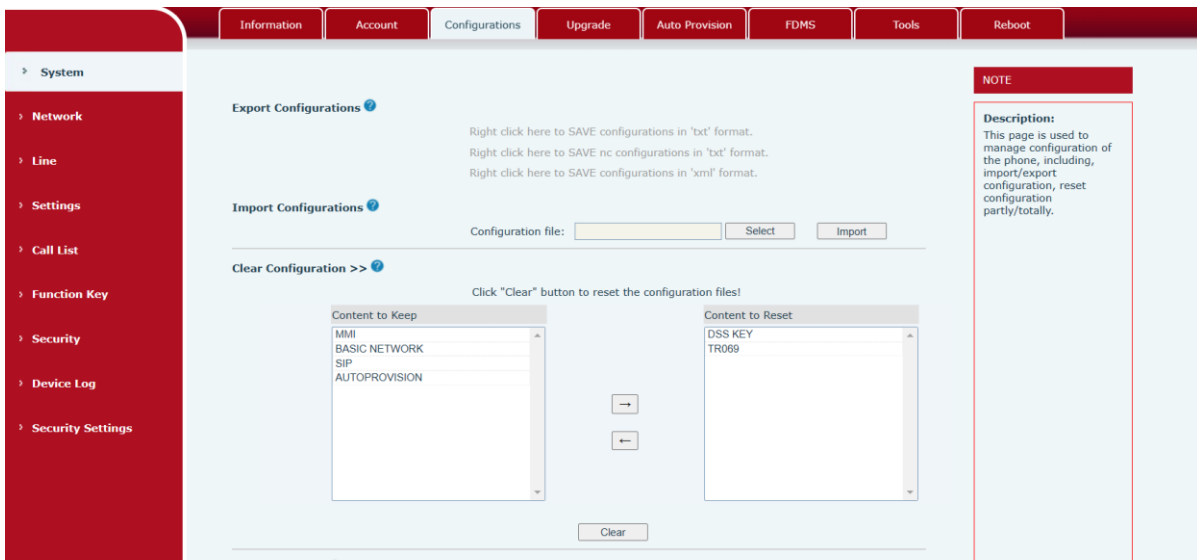 Information Account Configurations Upgrade Auto Provision FDMS Tools Reboot
› System
› Network
› Line
› Settings
› Call List
› Function Key
› Security
› Device Log
› Security Settings
Export Configurations ?
Right click here to SAVE configurations in 'txt' format.
Right click here to SAVE nc configurations in 'txt' format.
Right click here to SAVE configurations in 'xml' format.
Import Configurations ?
Configuration file: Select Import
Clear Configuration >> ?
Click "Clear" button to reset the configuration files!
Content to Keep
MMI
BASIC NETWORK
SIP
AUTOPROVISION
→
←
Content to Reset
DSS KEY
TR069
Clear
NOTE
Description:
This page is used to
manage configuration of
the phone, including,
import/export
configuration, reset
configuration
partly/totally.